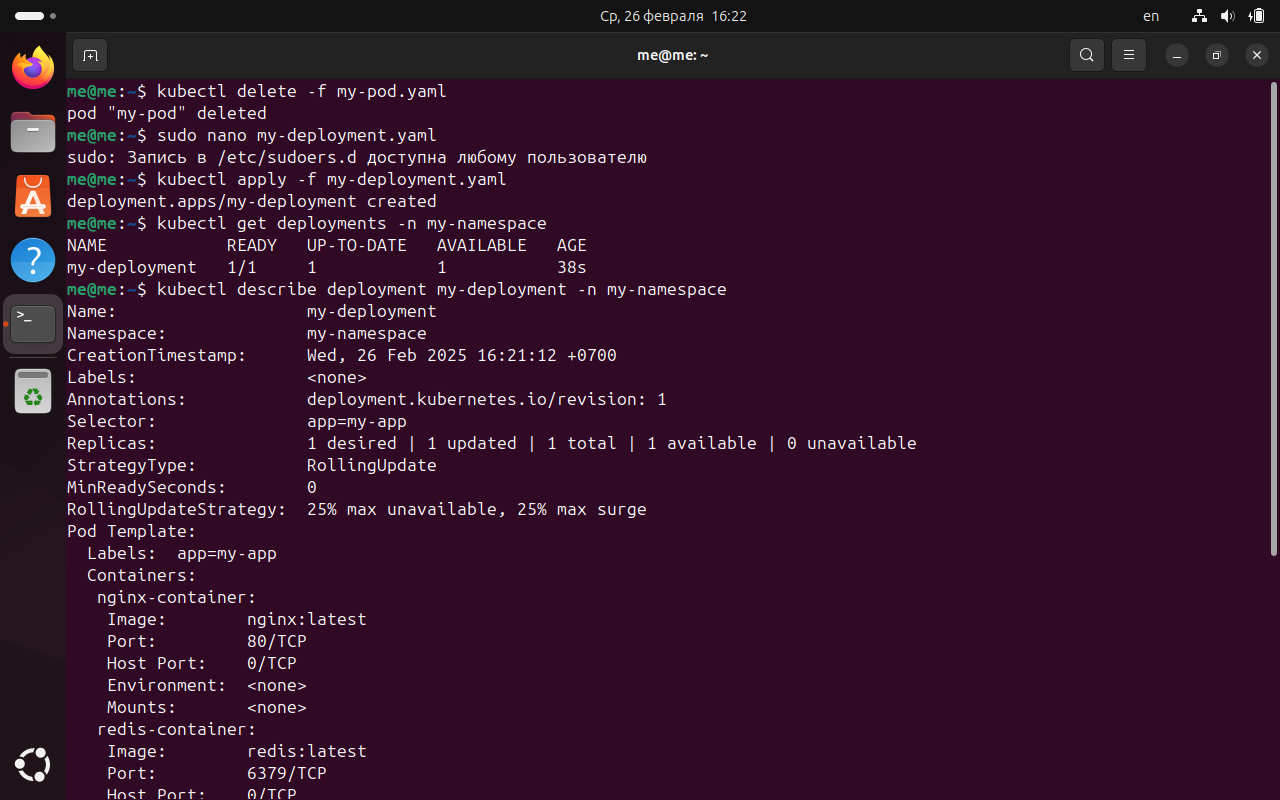 Ср, 26 февраля 16:22
en
me@me: ~
me@me:~$ kubectl delete -f my-pod.yaml
pod "my-pod" deleted
me@me:~$ sudo nano my-deployment.yaml
sudo: Запись в /etc/sudoers.d доступна любому пользователю
me@me:~$ kubectl apply -f my-deployment.yaml
deployment.apps/my-deployment created
me@me:~$ kubectl get deployments -n my-namespace
NAME            READY   UP-TO-DATE   AVAILABLE   AGE
my-deployment   1/1     1            1           38s
me@me:~$ kubectl describe deployment my-deployment -n my-namespace
Name:                   my-deployment
Namespace:              my-namespace
CreationTimestamp:      Wed, 26 Feb 2025 16:21:12 +0700
Labels:                 <none>
Annotations:            deployment.kubernetes.io/revision: 1
Selector:               app=my-app
Replicas:               1 desired | 1 updated | 1 total | 1 available | 0 unavailable
StrategyType:           RollingUpdate
MinReadySeconds:        0
RollingUpdateStrategy:  25% max unavailable, 25% max surge
Pod Template:
  Labels:  app=my-app
  Containers:
   nginx-container:
    Image:        nginx:latest
    Port:         80/TCP
    Host Port:    0/TCP
    Environment:  <none>
    Mounts:       <none>
   redis-container:
    Image:        redis:latest
    Port:         6379/TCP
    Host Port:    0/TCP